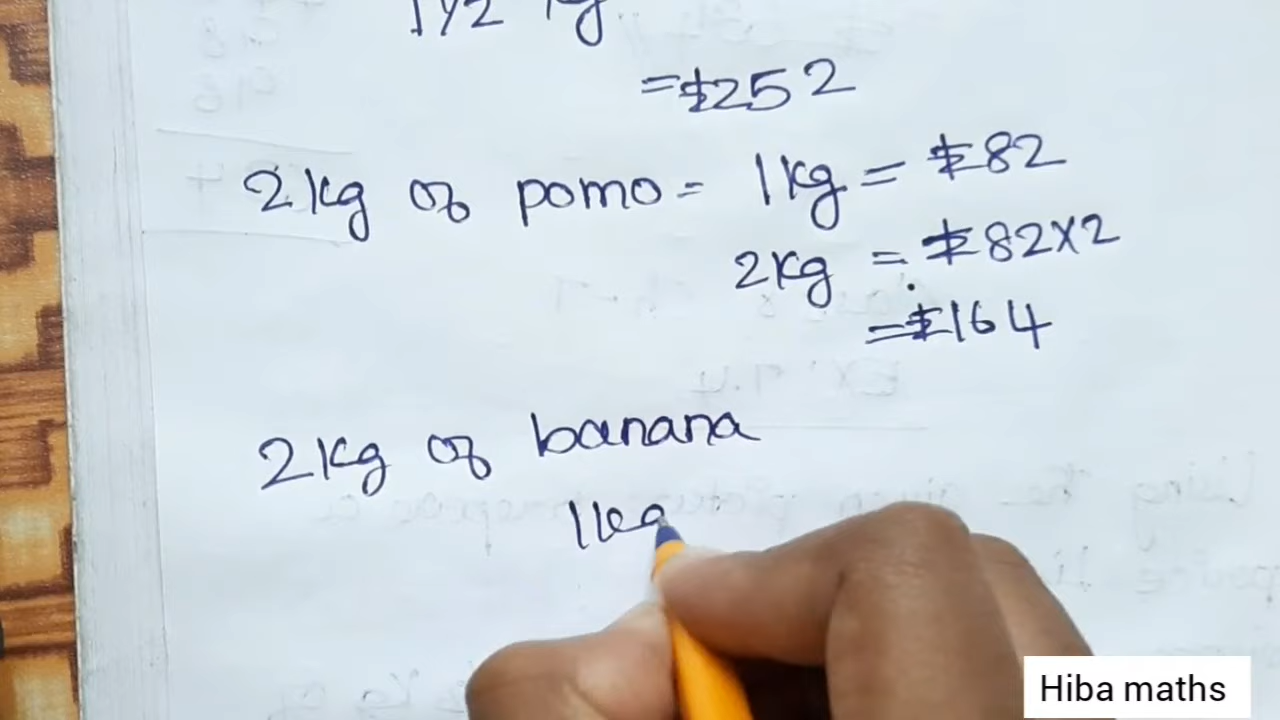 = ₹252
2kg of pomo = 1kg = ₹82
2kg = ₹82x2
= ₹164
2kg of banana
1kg
Hiba maths